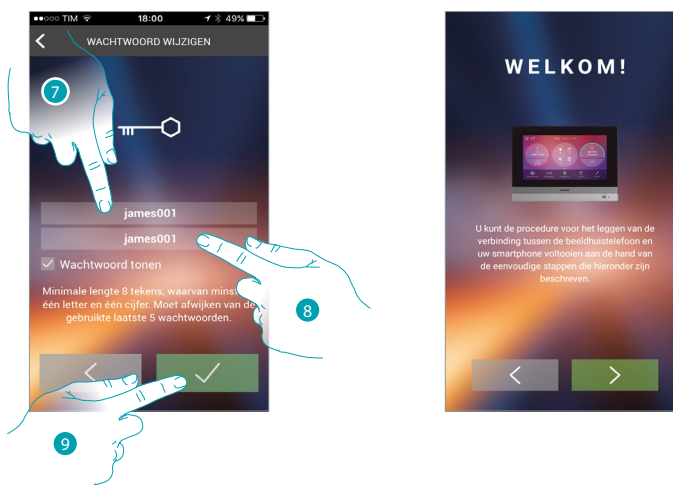 TIM 18:00 49%
WACHTWOORD WIJZIGEN
7
james001
james001
Wachtwoord tonen
Minimale lengte 8 tekens, waarvan minst
één letter en één cijfer. Moet afwijken van de
gebruikte laatste 5 wachtwoorden.
8
9
WELKOM!
U kunt de procedure voor het leggen van de
verbinding tussen de beeldhuistelefoon en
uw smartphone voltooien aan de hand van
de eenvoudige stappen die hieronder zijn
beschreven.